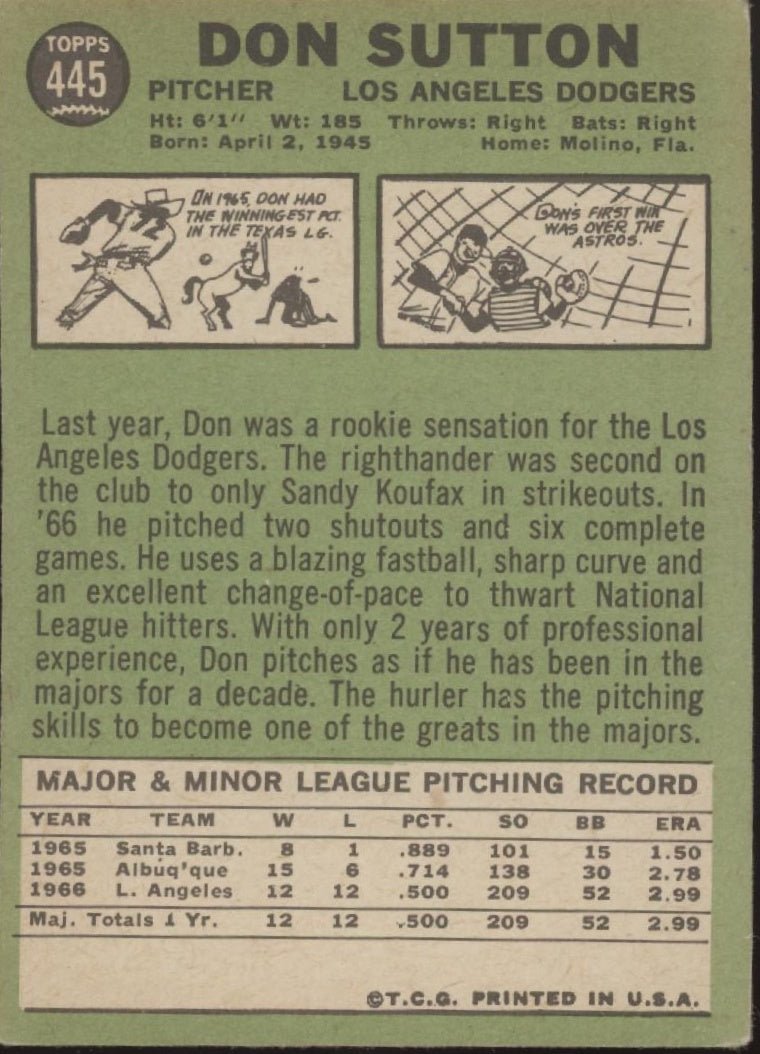 TOPPS
445
DON SUTTON
PITCHER LOS ANGELES DODGERS
Ht: 6'1" Wt: 185 Throws: Right Bats: Right
Born: April 2, 1945 Home: Molino, Fla.
72
IN 1965, DON HAD
THE WINNINGEST PCT.
IN THE TEXAS LG.
DON'S FIRST WIN
WAS OVER THE
ASTROS.
Last year, Don was a rookie sensation for the Los
Angeles Dodgers. The righthander was second on
the club to only Sandy Koufax in strikeouts. In
'66 he pitched two shutouts and six complete
games. He uses a blazing fastball, sharp curve and
an excellent change-of-pace to thwart National
League hitters. With only 2 years of professional
experience, Don pitches as if he has been in the
majors for a decade. The hurler has the pitching
skills to become one of the greats in the majors.
MAJOR & MINOR LEAGUE PITCHING RECORD
YEAR TEAM W L PCT. SO BB ERA
1965 Santa Barb. 8 1 .889 101 15 1.50
1965 Albuq'que 15 6 .714 138 30 2.78
1966 L. Angeles 12 12 .500 209 52 2.99
Maj. Totals 1 Yr. 12 12 .500 209 52 2.99
©T.C.G. PRINTED IN U.S.A.